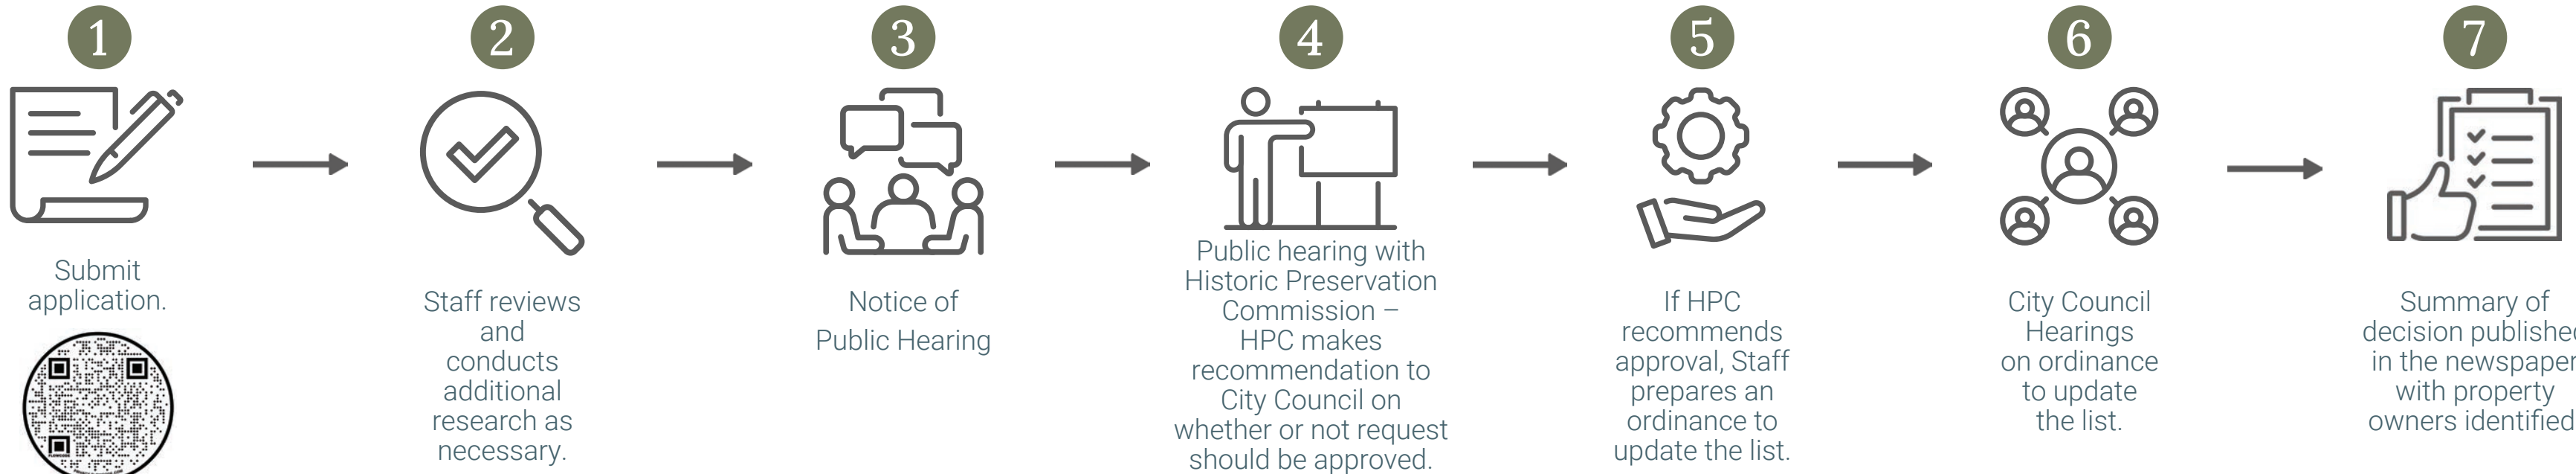 1
Submit
application.
2
Staff reviews
and
conducts
additional
research as
necessary.
3
Notice of
Public Hearing
4
Public hearing with
Historic Preservation
Commission –
HPC makes
recommendation to
City Council on
whether or not request
should be approved.
5
If HPC
recommends
approval, Staff
prepares an
ordinance to
update the list.
6
City Council
Hearings
on ordinance
to update
the list.
7
Summary of
decision published
in the newspaper
with property
owners identified